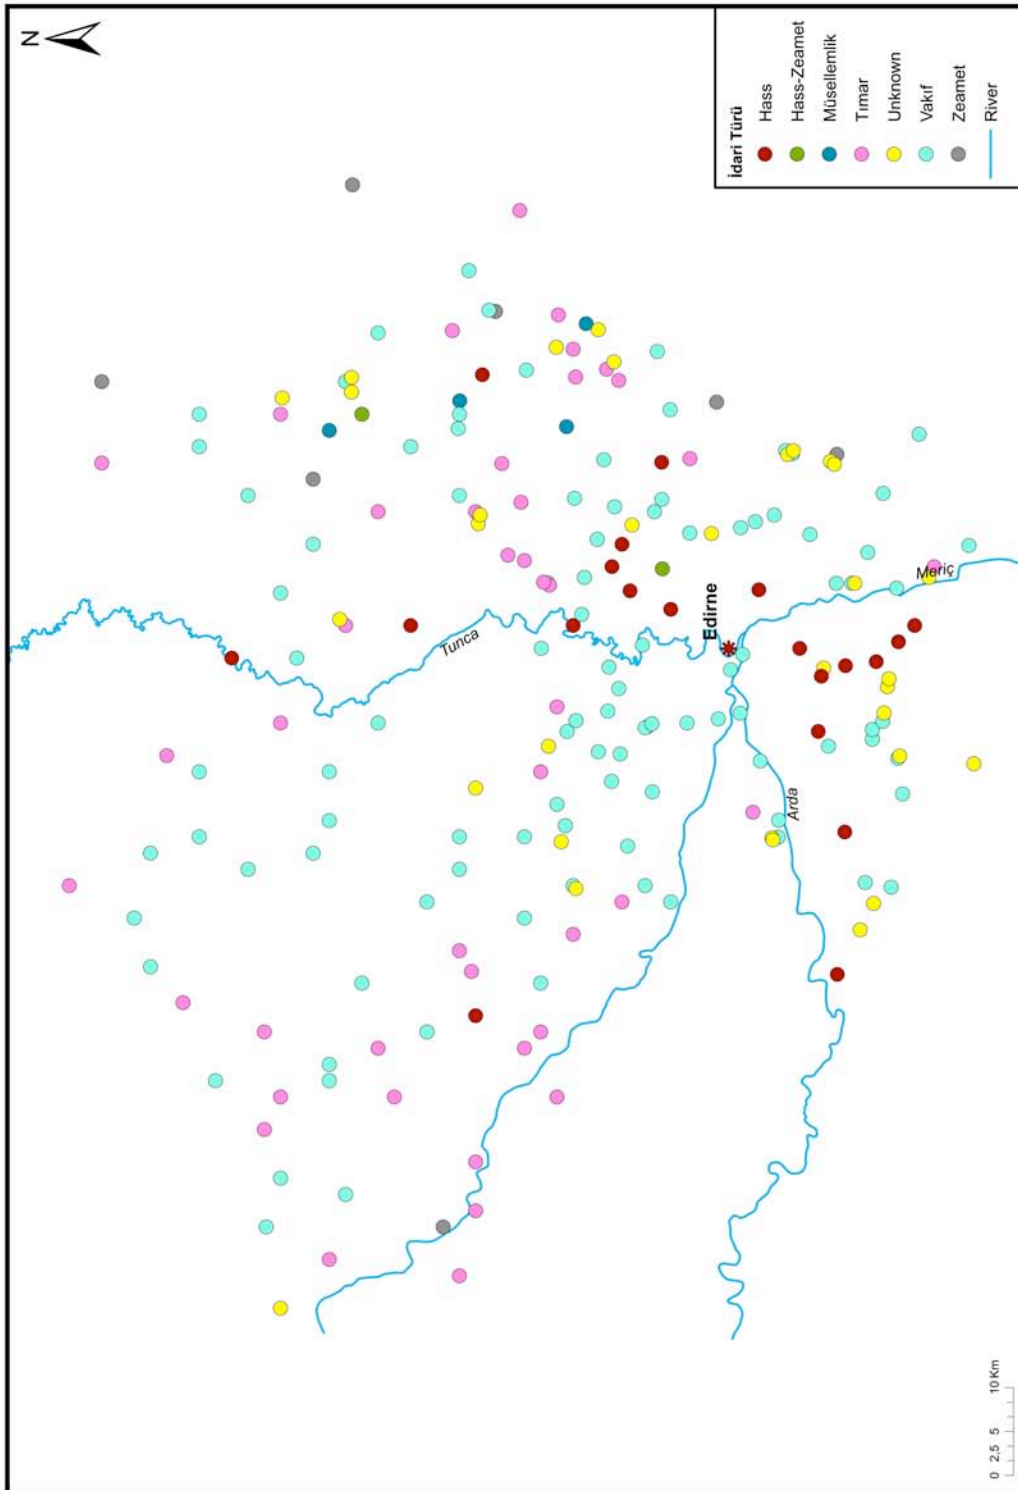 N
Tunca
Edirne
Meriç
Arda
İdari Türü
Hass
Hass-Zeamet
Müsellemlik
Tımar
Unknown
Vakıf
Zeamet
River
0 2,5 5 10 Km